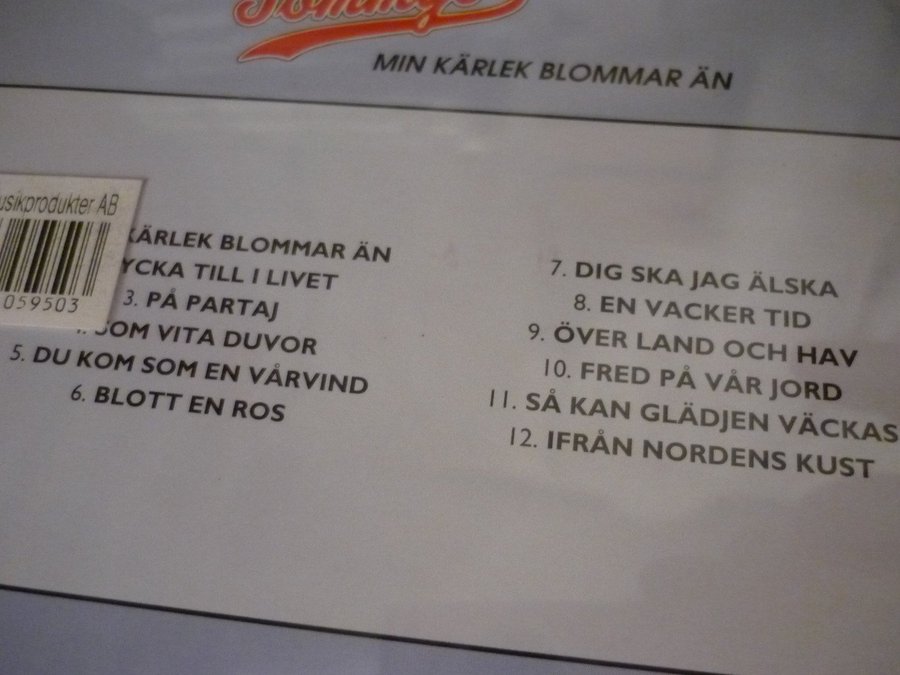 MIN KÄRLEK BLOMMAR ÄN
usikprodukter AB
059503
KÄRLEK BLOMMAR ÄN
YCKA TILL I LIVET
3. PÅ PARTAJ
SOM VITA DUVOR
5. DU KOM SOM EN VÅRVIND
6. BLOTT EN ROS
7. DIG SKA JAG ÄLSKA
8. EN VACKER TID
9. ÖVER LAND OCH HAV
10. FRED PÅ VÅR JORD
11. SÅ KAN GLÄDJEN VÄCKAS
12. IFRÅN NORDENS KUST